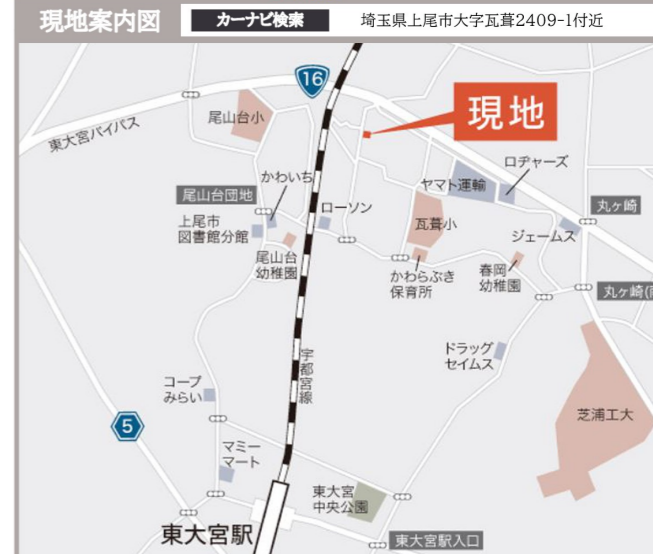 現地案内図
カーナビ検索
埼玉県上尾市大字瓦葺2409-1付近
16
現地
尾山台小
東大宮バイパス
ロヂャーズ
かわいち
ヤマト運輸
尾山台団地
丸ヶ崎
ローソン
上尾市
図書館分館
瓦葺小
ジェームス
尾山台
幼稚園
かわらぶき
保育所
春岡
幼稚園
丸ヶ崎(南
宇都宮線
ドラッグ
セイムス
コープ
みらい
芝浦工大
5
マミー
マート
東大宮
中央公園
東大宮駅
東大宮駅入口